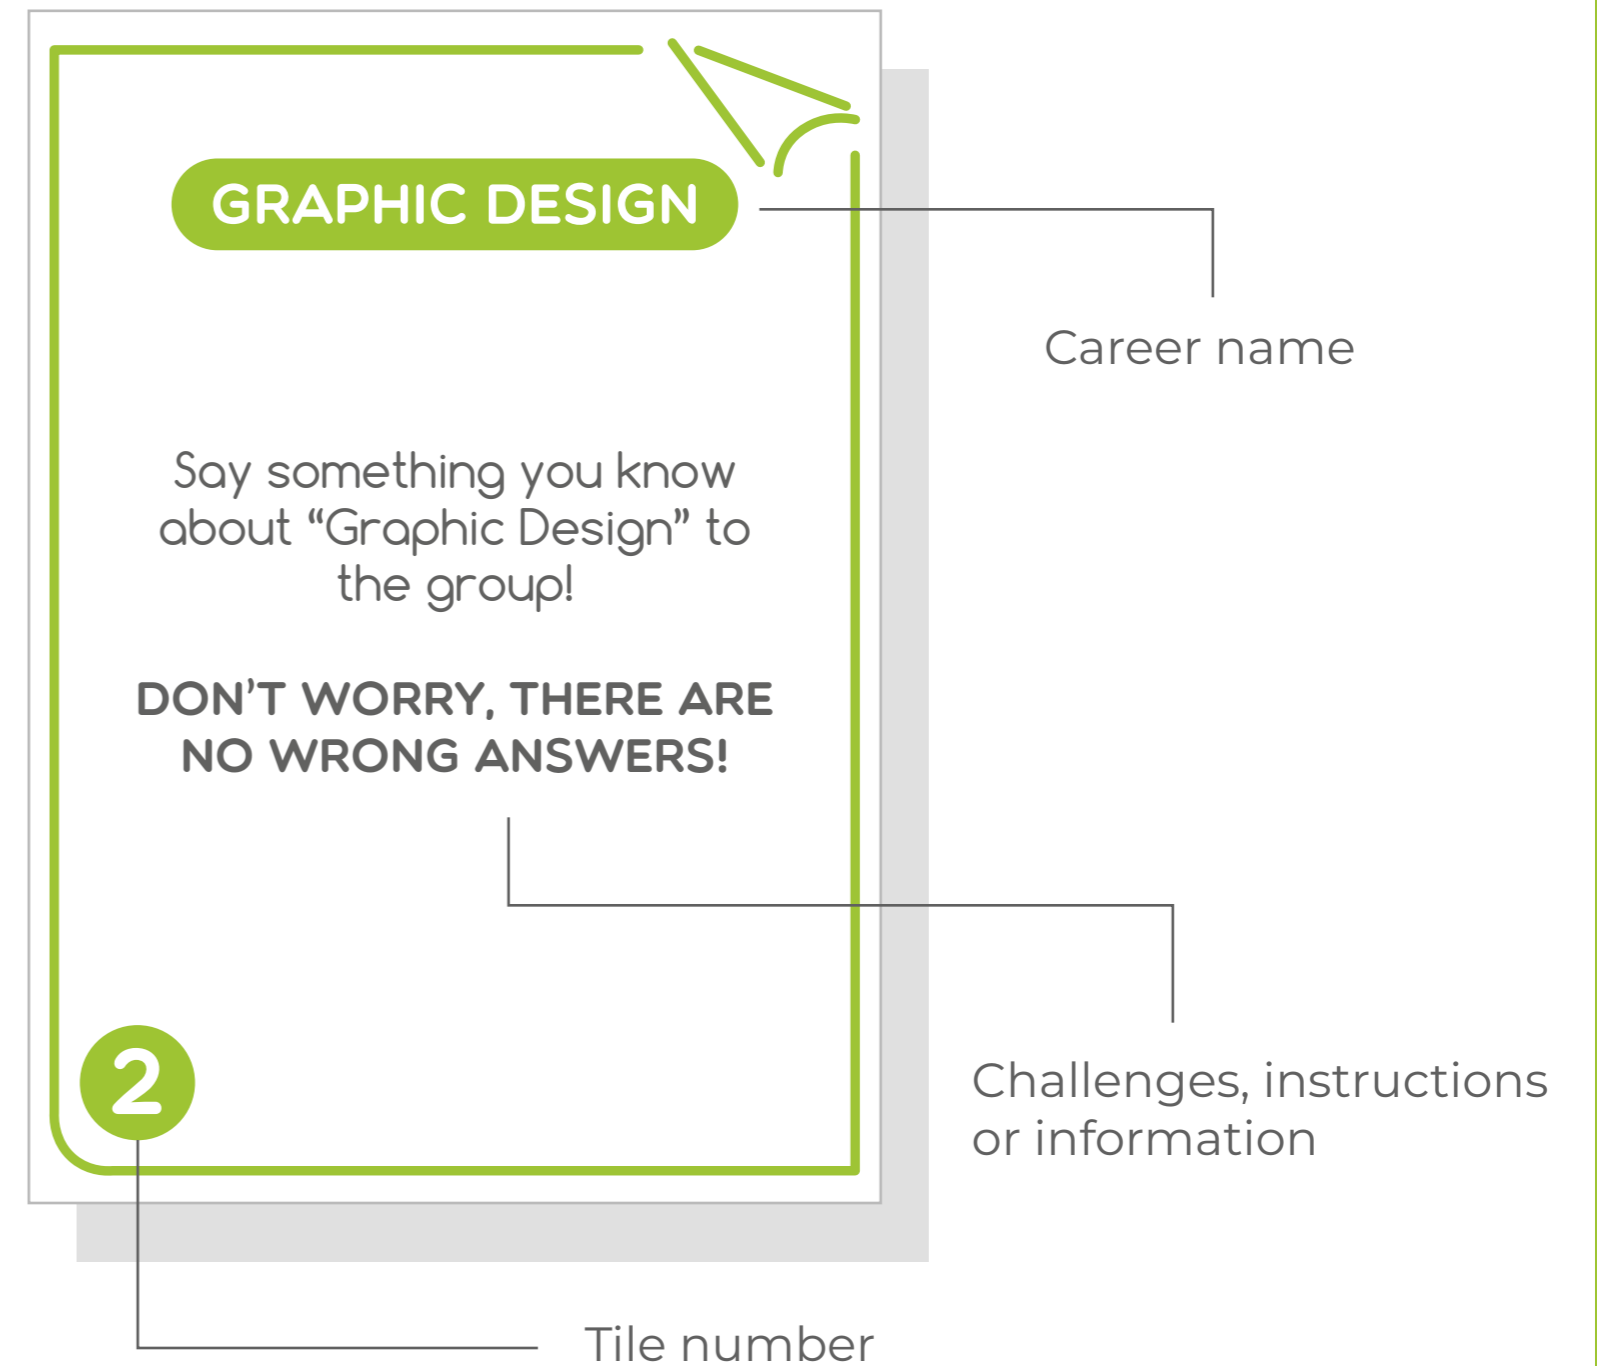 GRAPHIC DESIGN
Career name
Say something you know
about “Graphic Design” to
the group!
DON’T WORRY, THERE ARE
NO WRONG ANSWERS!
2
Challenges, instructions
or information
Tile number